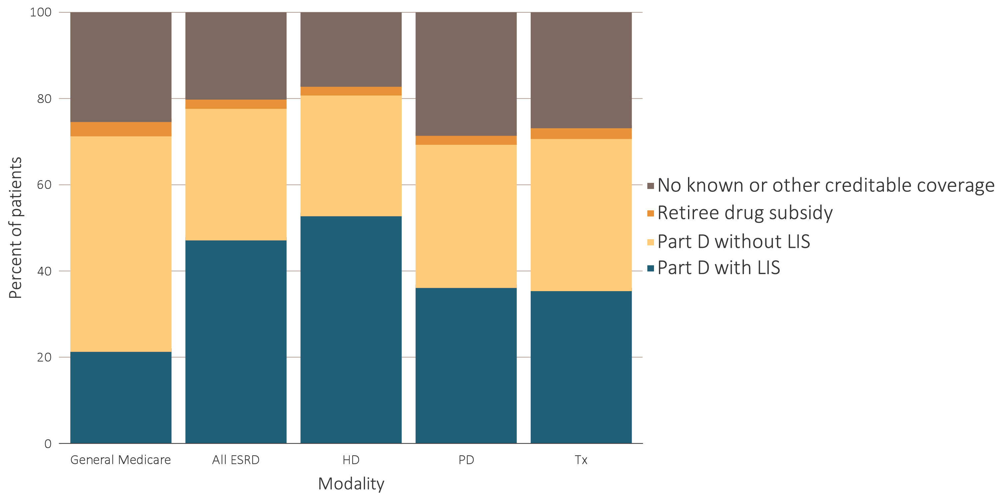 100
80
60
40
20
0
Percent of patients
General Medicare
All ESRD
HD
PD
Tx
Modality
No known or other creditable coverage
Retiree drug subsidy
Part D without LIS
Part D with LIS